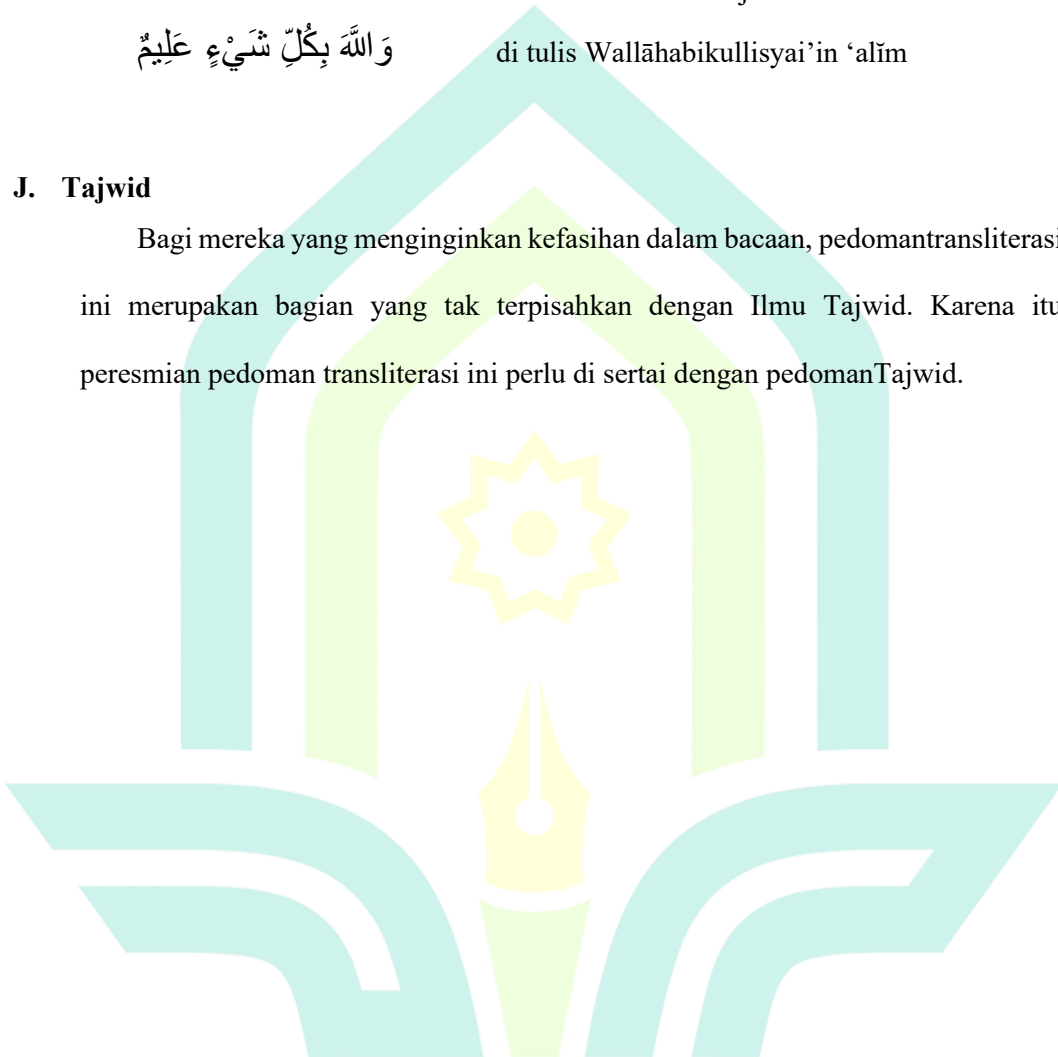 وَاللَّهَ بِكُلِّ شَيْءٍ عَلِيمٌ di tulis Wallāhabikullisyai’in ‘alĭm
J. Tajwid
Bagi mereka yang menginginkan kefasihan dalam bacaan, pedomantransliterasi
ini merupakan bagian yang tak terpisahkan dengan Ilmu Tajwid. Karena itu
peresmian pedoman transliterasi ini perlu di sertai dengan pedomanTajwid.